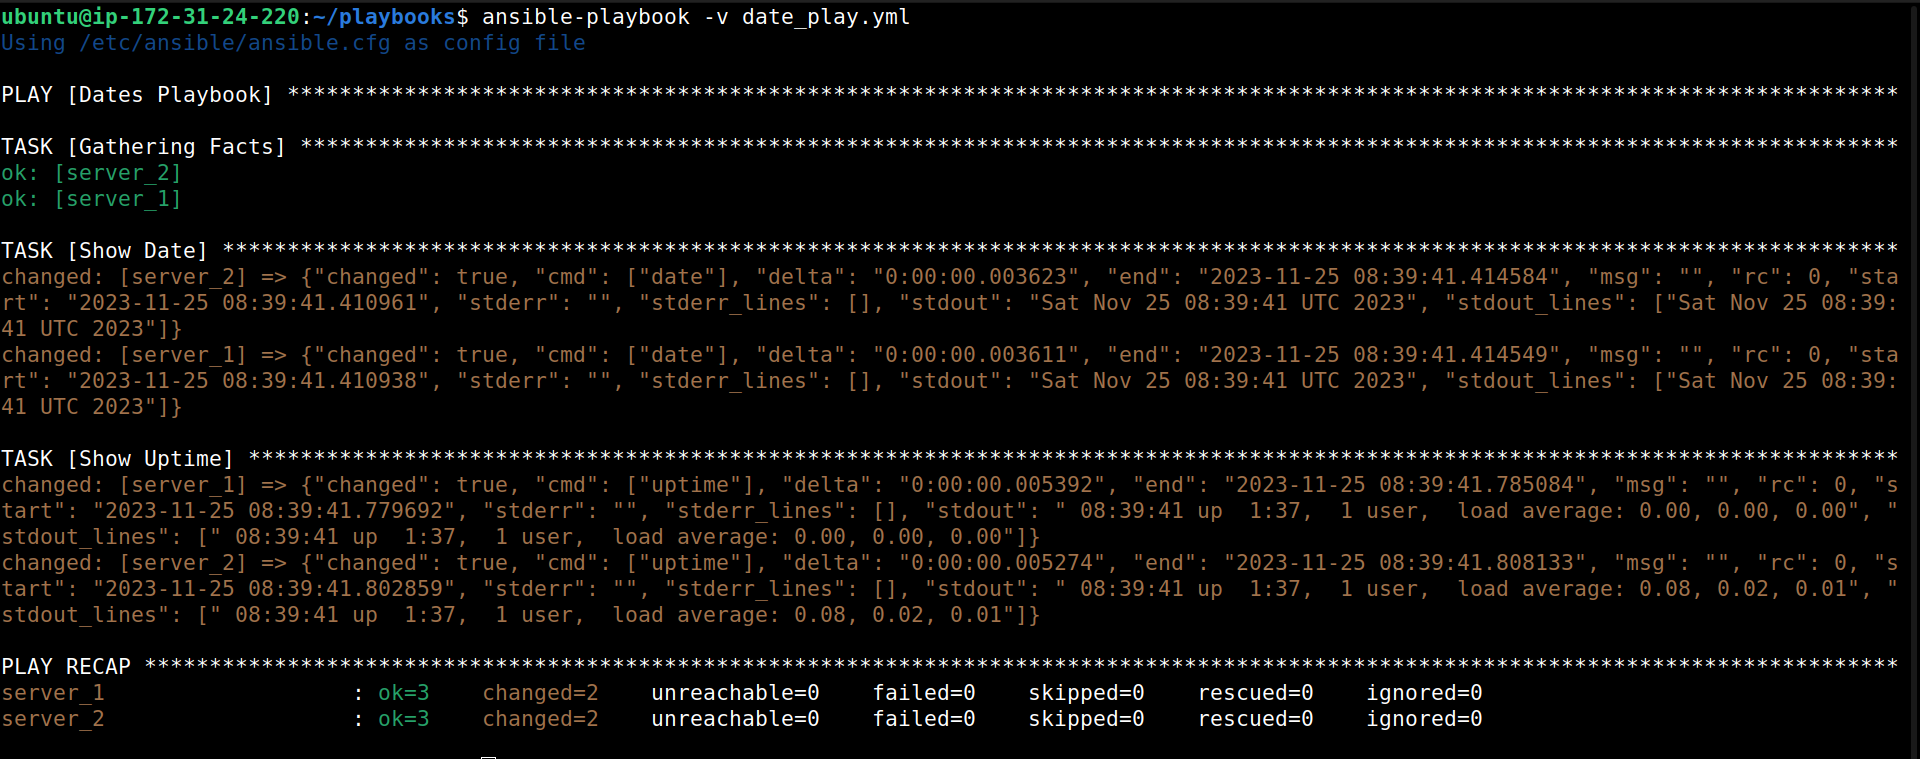 ubuntu@ip-172-31-24-220:~/playbooks$ ansible-playbook -v date_play.yml
Using /etc/ansible/ansible.cfg as config file
PLAY [Dates Playbook] ****************************************************************************************************************************
TASK [Gathering Facts] ***************************************************************************************************************************
ok: [server_2]
ok: [server_1]
TASK [Show Date] *********************************************************************************************************************************
changed: [server_2] => {"changed": true, "cmd": ["date"], "delta": "0:00:00.003623", "end": "2023-11-25 08:39:41.414584", "msg": "", "rc": 0, "sta
rt": "2023-11-25 08:39:41.410961", "stderr": "", "stderr_lines": [], "stdout": "Sat Nov 25 08:39:41 UTC 2023", "stdout_lines": ["Sat Nov 25 08:39:
41 UTC 2023"]}
changed: [server_1] => {"changed": true, "cmd": ["date"], "delta": "0:00:00.003611", "end": "2023-11-25 08:39:41.414549", "msg": "", "rc": 0, "sta
rt": "2023-11-25 08:39:41.410938", "stderr": "", "stderr_lines": [], "stdout": "Sat Nov 25 08:39:41 UTC 2023", "stdout_lines": ["Sat Nov 25 08:39:
41 UTC 2023"]}
TASK [Show Uptime] *******************************************************************************************************************************
changed: [server_1] => {"changed": true, "cmd": ["uptime"], "delta": "0:00:00.005392", "end": "2023-11-25 08:39:41.785084", "msg": "", "rc": 0, "s
tart": "2023-11-25 08:39:41.779692", "stderr": "", "stderr_lines": [], "stdout": " 08:39:41 up  1:37,  1 user,  load average: 0.00, 0.00, 0.00", "
stdout_lines": [" 08:39:41 up  1:37,  1 user,  load average: 0.00, 0.00, 0.00"]}
changed: [server_2] => {"changed": true, "cmd": ["uptime"], "delta": "0:00:00.005274", "end": "2023-11-25 08:39:41.808133", "msg": "", "rc": 0, "s
tart": "2023-11-25 08:39:41.802859", "stderr": "", "stderr_lines": [], "stdout": " 08:39:41 up  1:37,  1 user,  load average: 0.08, 0.02, 0.01", "
stdout_lines": [" 08:39:41 up  1:37,  1 user,  load average: 0.08, 0.02, 0.01"]}
PLAY RECAP ***************************************************************************************************************************************
server_1                   : ok=3    changed=2    unreachable=0    failed=0    skipped=0    rescued=0    ignored=0
server_2                   : ok=3    changed=2    unreachable=0    failed=0    skipped=0    rescued=0    ignored=0